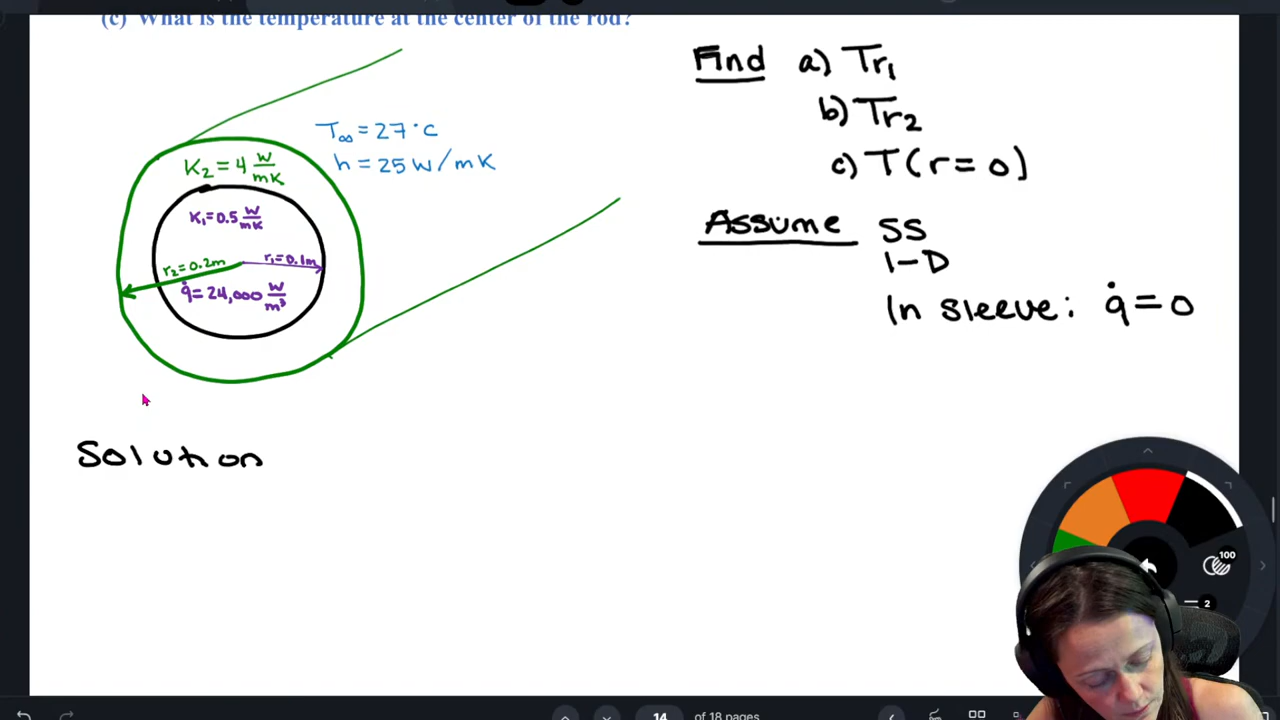 (c) What is the temperature at the center of the rod?
Find a) Tr₁
b) Tr₂
c) T(r=0)
Assume SS
1-D
In sleeve: q̇=0
T∞ = 27°C
h = 25 W/mK
K₂ = 4 W/mK
K₁=0.5 W/mK
r₂=0.2m
r₁=0.1m
q̇= 24,000 W/m³
Solution
100
2
14 of 18 pages